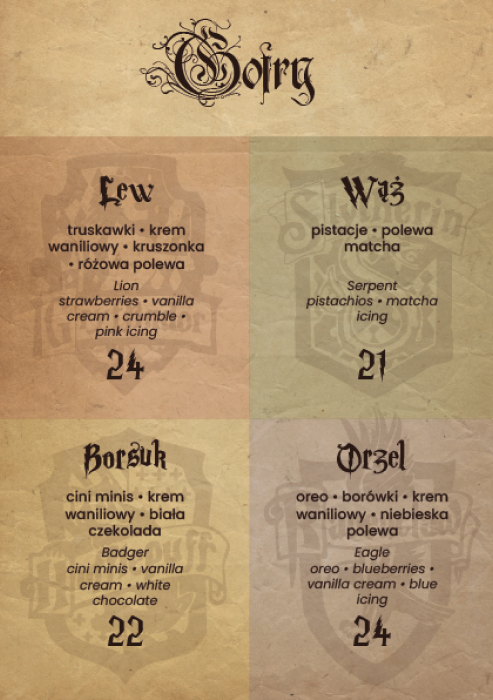 Gofry
Lew
truskawki • krem
waniliowy • kruszonka
• różowa polewa
Lion
strawberries • vanilla
cream • crumble •
pink icing
24
Wąż
pistacje • polewa
matcha
Serpent
pistachios • matcha
icing
21
Slytherin
Borsuk
cini minis • krem
waniliowy • biała
czekolada
Badger
cini minis • vanilla
cream • white
chocolate
22
Orzel
oreo • borówki • krem
waniliowy • niebieska
polewa
Eagle
oreo • blueberries •
vanilla cream • blue
icing
24